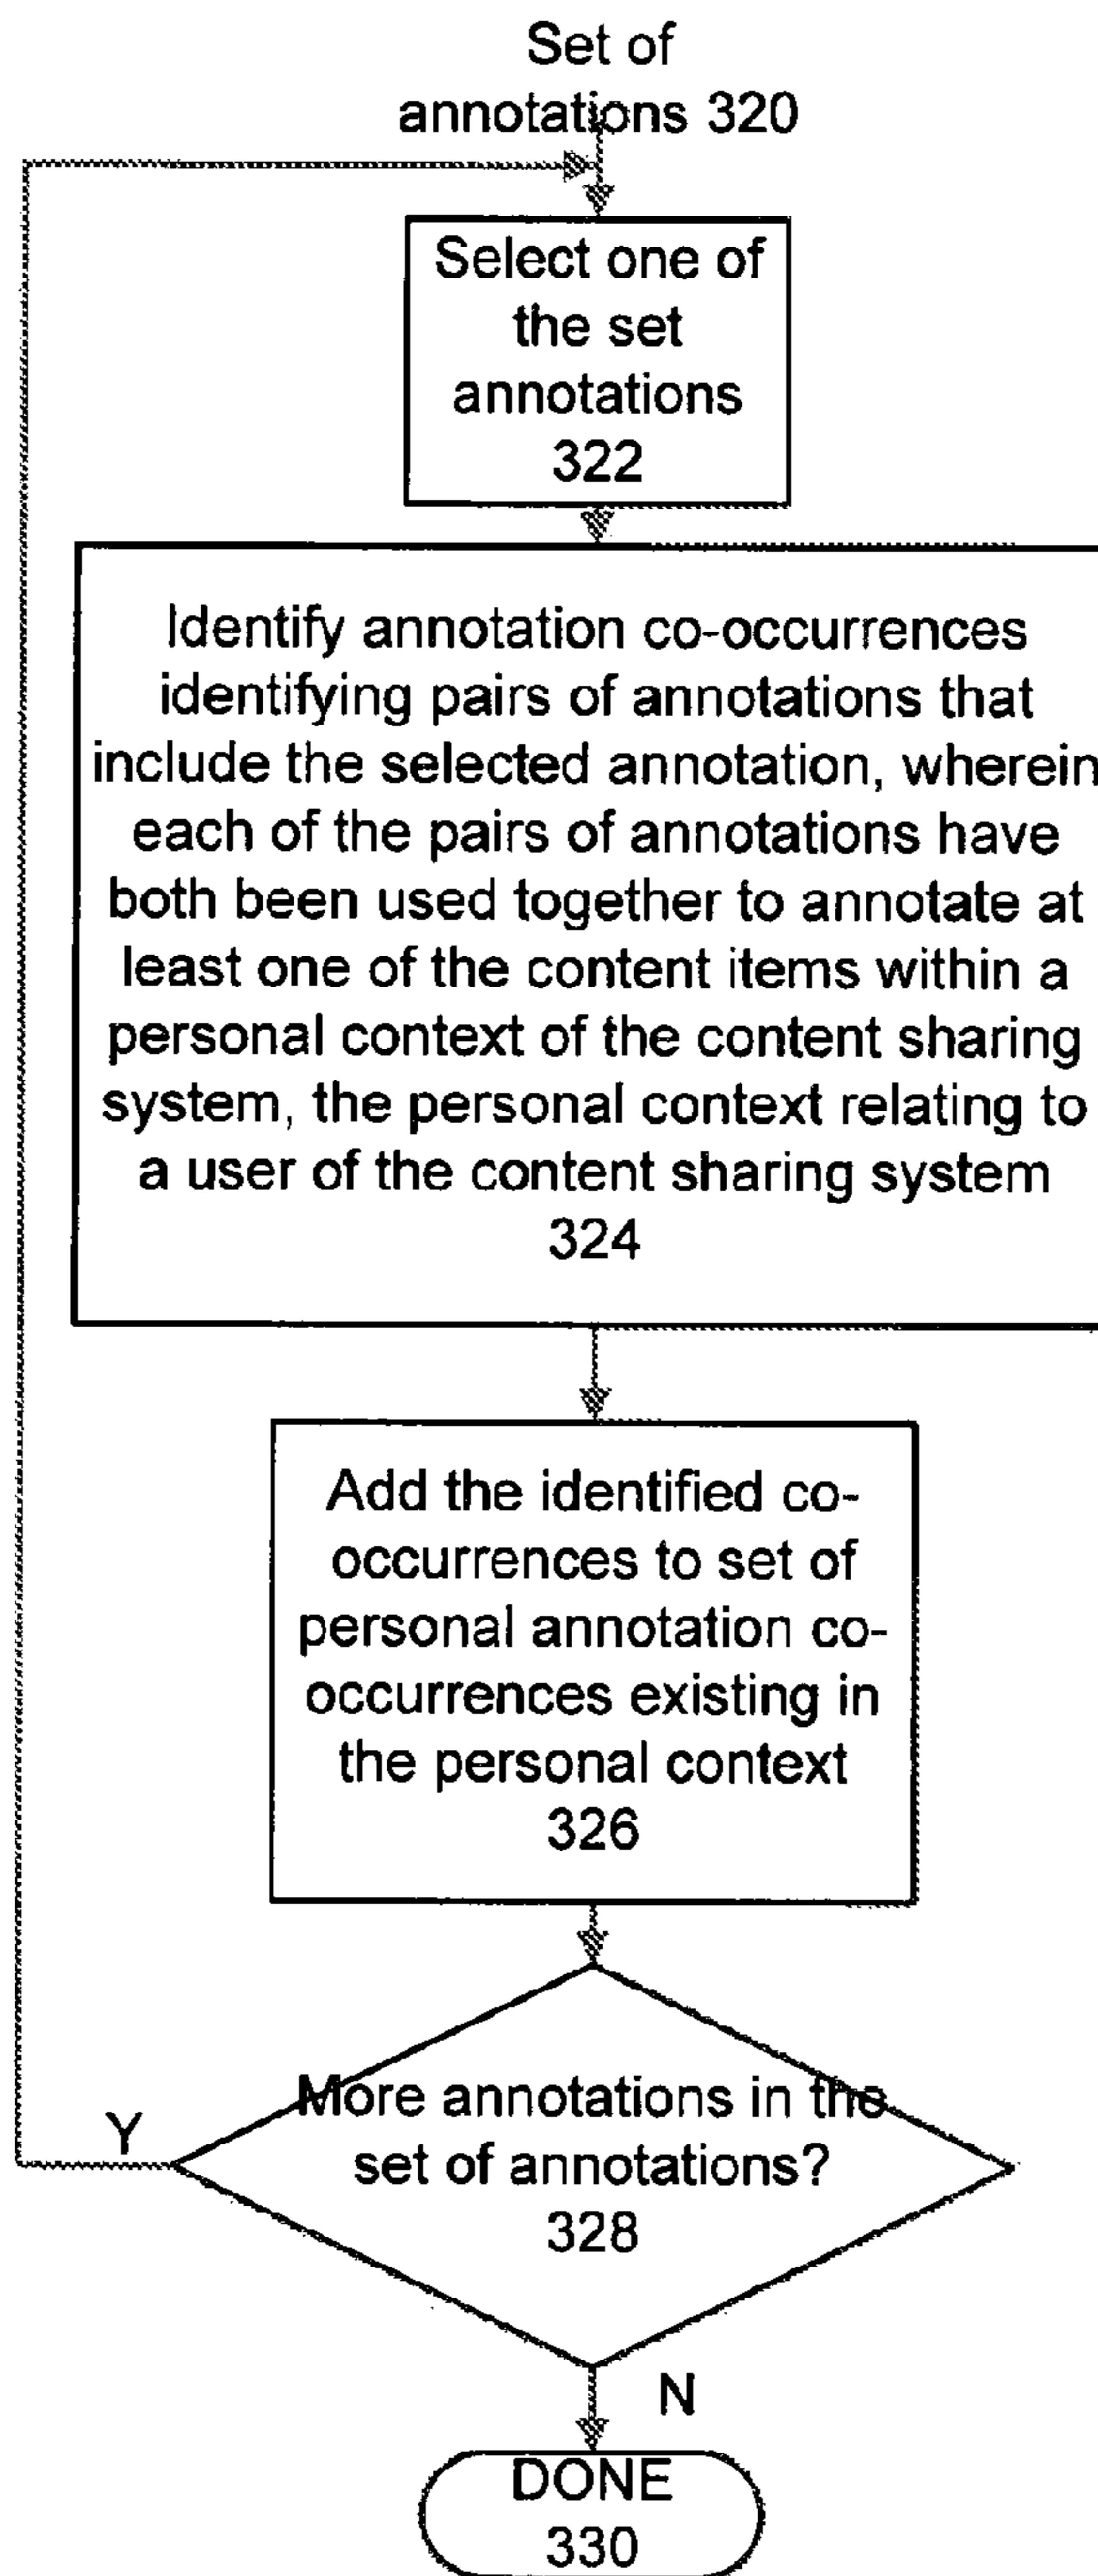 Set of
annotations 320
Select one of
the set
annotations
322
Identify annotation co-occurrences
identifying pairs of annotations that
include the selected annotation, wherein
each of the pairs of annotations have
both been used together to annotate at
least one of the content items within a
personal context of the content sharing
system, the personal context relating to
a user of the content sharing system
324
Add the identified co-
occurrences to set of
personal annotation co-
occurrences existing in
the personal context
326
More annotations in the
set of annotations?
328
Y
N
DONE
330